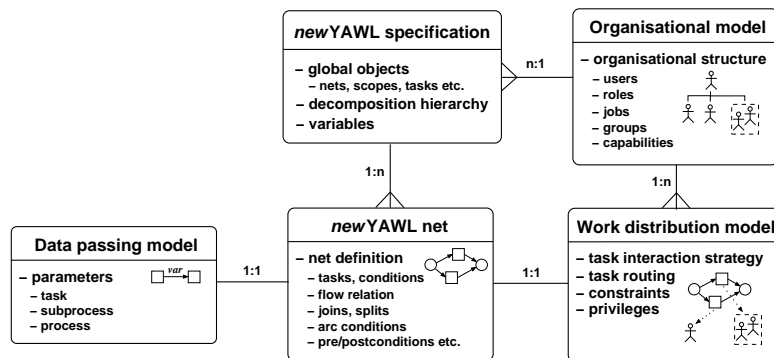 newYAWL specification
– global objects
– nets, scopes, tasks etc.
– decomposition hierarchy
– variables
n:1
Organisational model
– organisational structure
– users
– roles
– jobs
– groups
– capabilities
1:n
1:n
Data passing model
– parameters
– task
– subprocess
– process
var
1:1
newYAWL net
– net definition
– tasks, conditions
– flow relation
– joins, splits
– arc conditions
– pre/postconditions etc.
1:1
Work distribution model
– task interaction strategy
– task routing
– constraints
– privileges